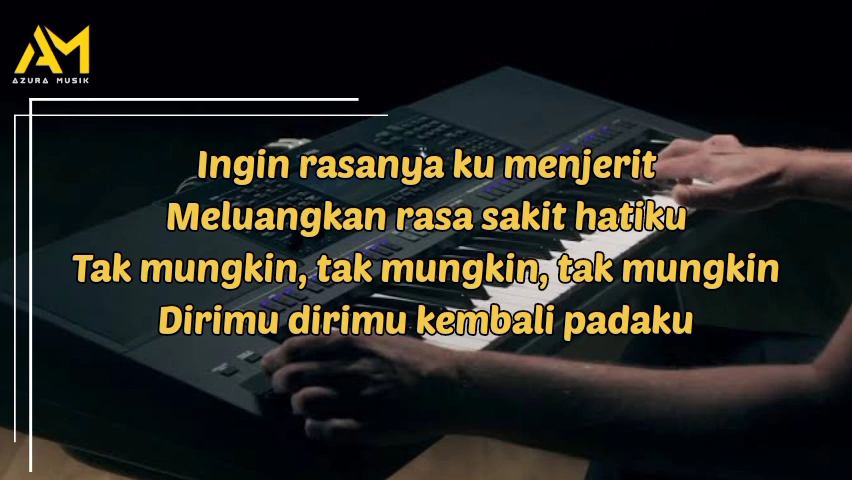 AM
AZURA MUSIK
Ingin rasanya ku menjerit
Meluangkan rasa sakit hatiku
Tak mungkin, tak mungkin, tak mungkin
Dirimu dirimu kembali padaku